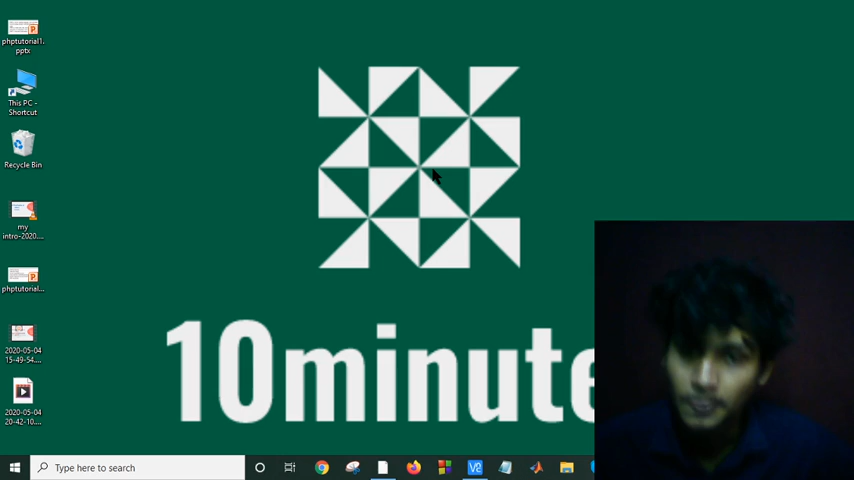 phptutorial1.
pptx
This PC -
Shortcut
Recycle Bin
my
intro-2020....
phptutorial...
2020-05-04
15-49-54....
2020-05-04
20-42-10....
10minute
Type here to search